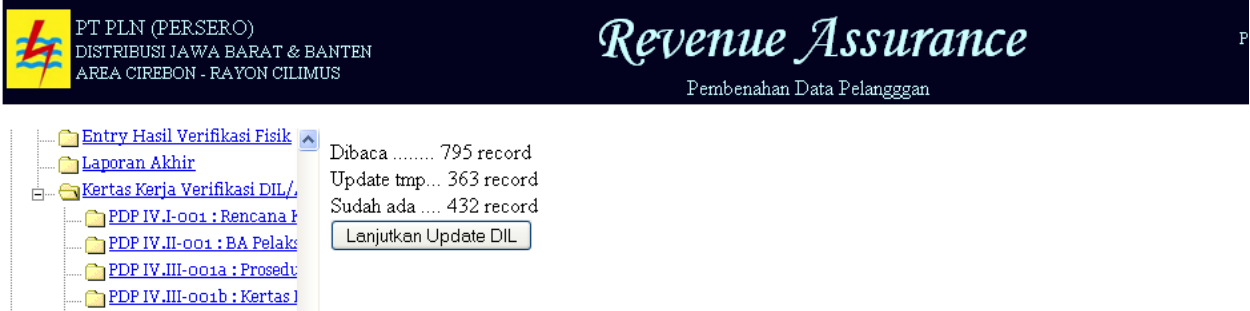 PT PLN (PERSERO)
DISTRIBUSI JAWA BARAT & BANTEN
AREA CIREBON - RAYON CILIMUS
Revenue Assurance
Pembenahan Data Pelangggan
P
Entry Hasil Verifikasi Fisik
Laporan Akhir
Kertas Kerja Verifikasi DIL/
PDP IV.I-001 : Rencana
PDP IV.II-001 : BA Pelaks
PDP IV.III-001a : Prosedu
PDP IV.III-001b : Kertas
Dibaca ........ 795 record
Update tmp... 363 record
Sudah ada .... 432 record
Lanjutkan Update DIL